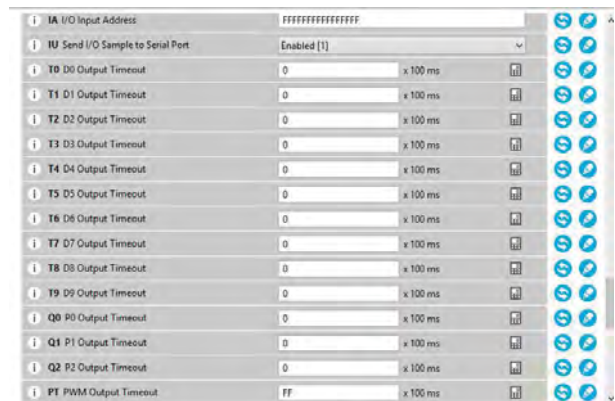 i IA I/O Input Address FFFFFFFFFFFFFFFF
i IU Send I/O Sample to Serial Port Enabled [1]
i T0 D0 Output Timeout 0 x 100 ms
i T1 D1 Output Timeout 0 x 100 ms
i T2 D2 Output Timeout 0 x 100 ms
i T3 D3 Output Timeout 0 x 100 ms
i T4 D4 Output Timeout 0 x 100 ms
i T5 D5 Output Timeout 0 x 100 ms
i T6 D6 Output Timeout 0 x 100 ms
i T7 D7 Output Timeout 0 x 100 ms
i T8 D8 Output Timeout 0 x 100 ms
i T9 D9 Output Timeout 0 x 100 ms
i Q0 P0 Output Timeout 0 x 100 ms
i Q1 P1 Output Timeout 0 x 100 ms
i Q2 P2 Output Timeout 0 x 100 ms
i PT PWM Output Timeout FF x 100 ms